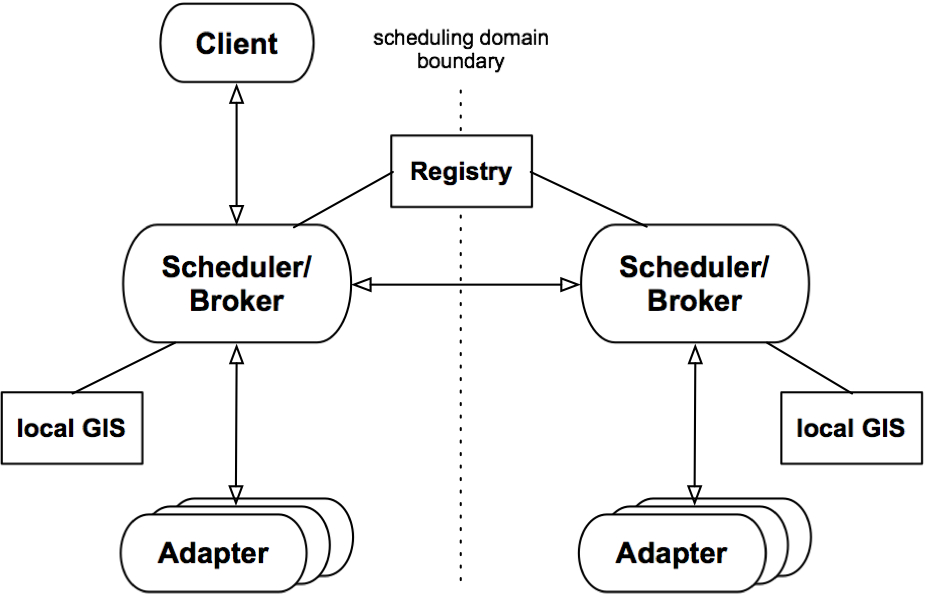 Client
scheduling domain
boundary
Registry
Scheduler/
Broker
Scheduler/
Broker
local GIS
local GIS
Adapter
Adapter